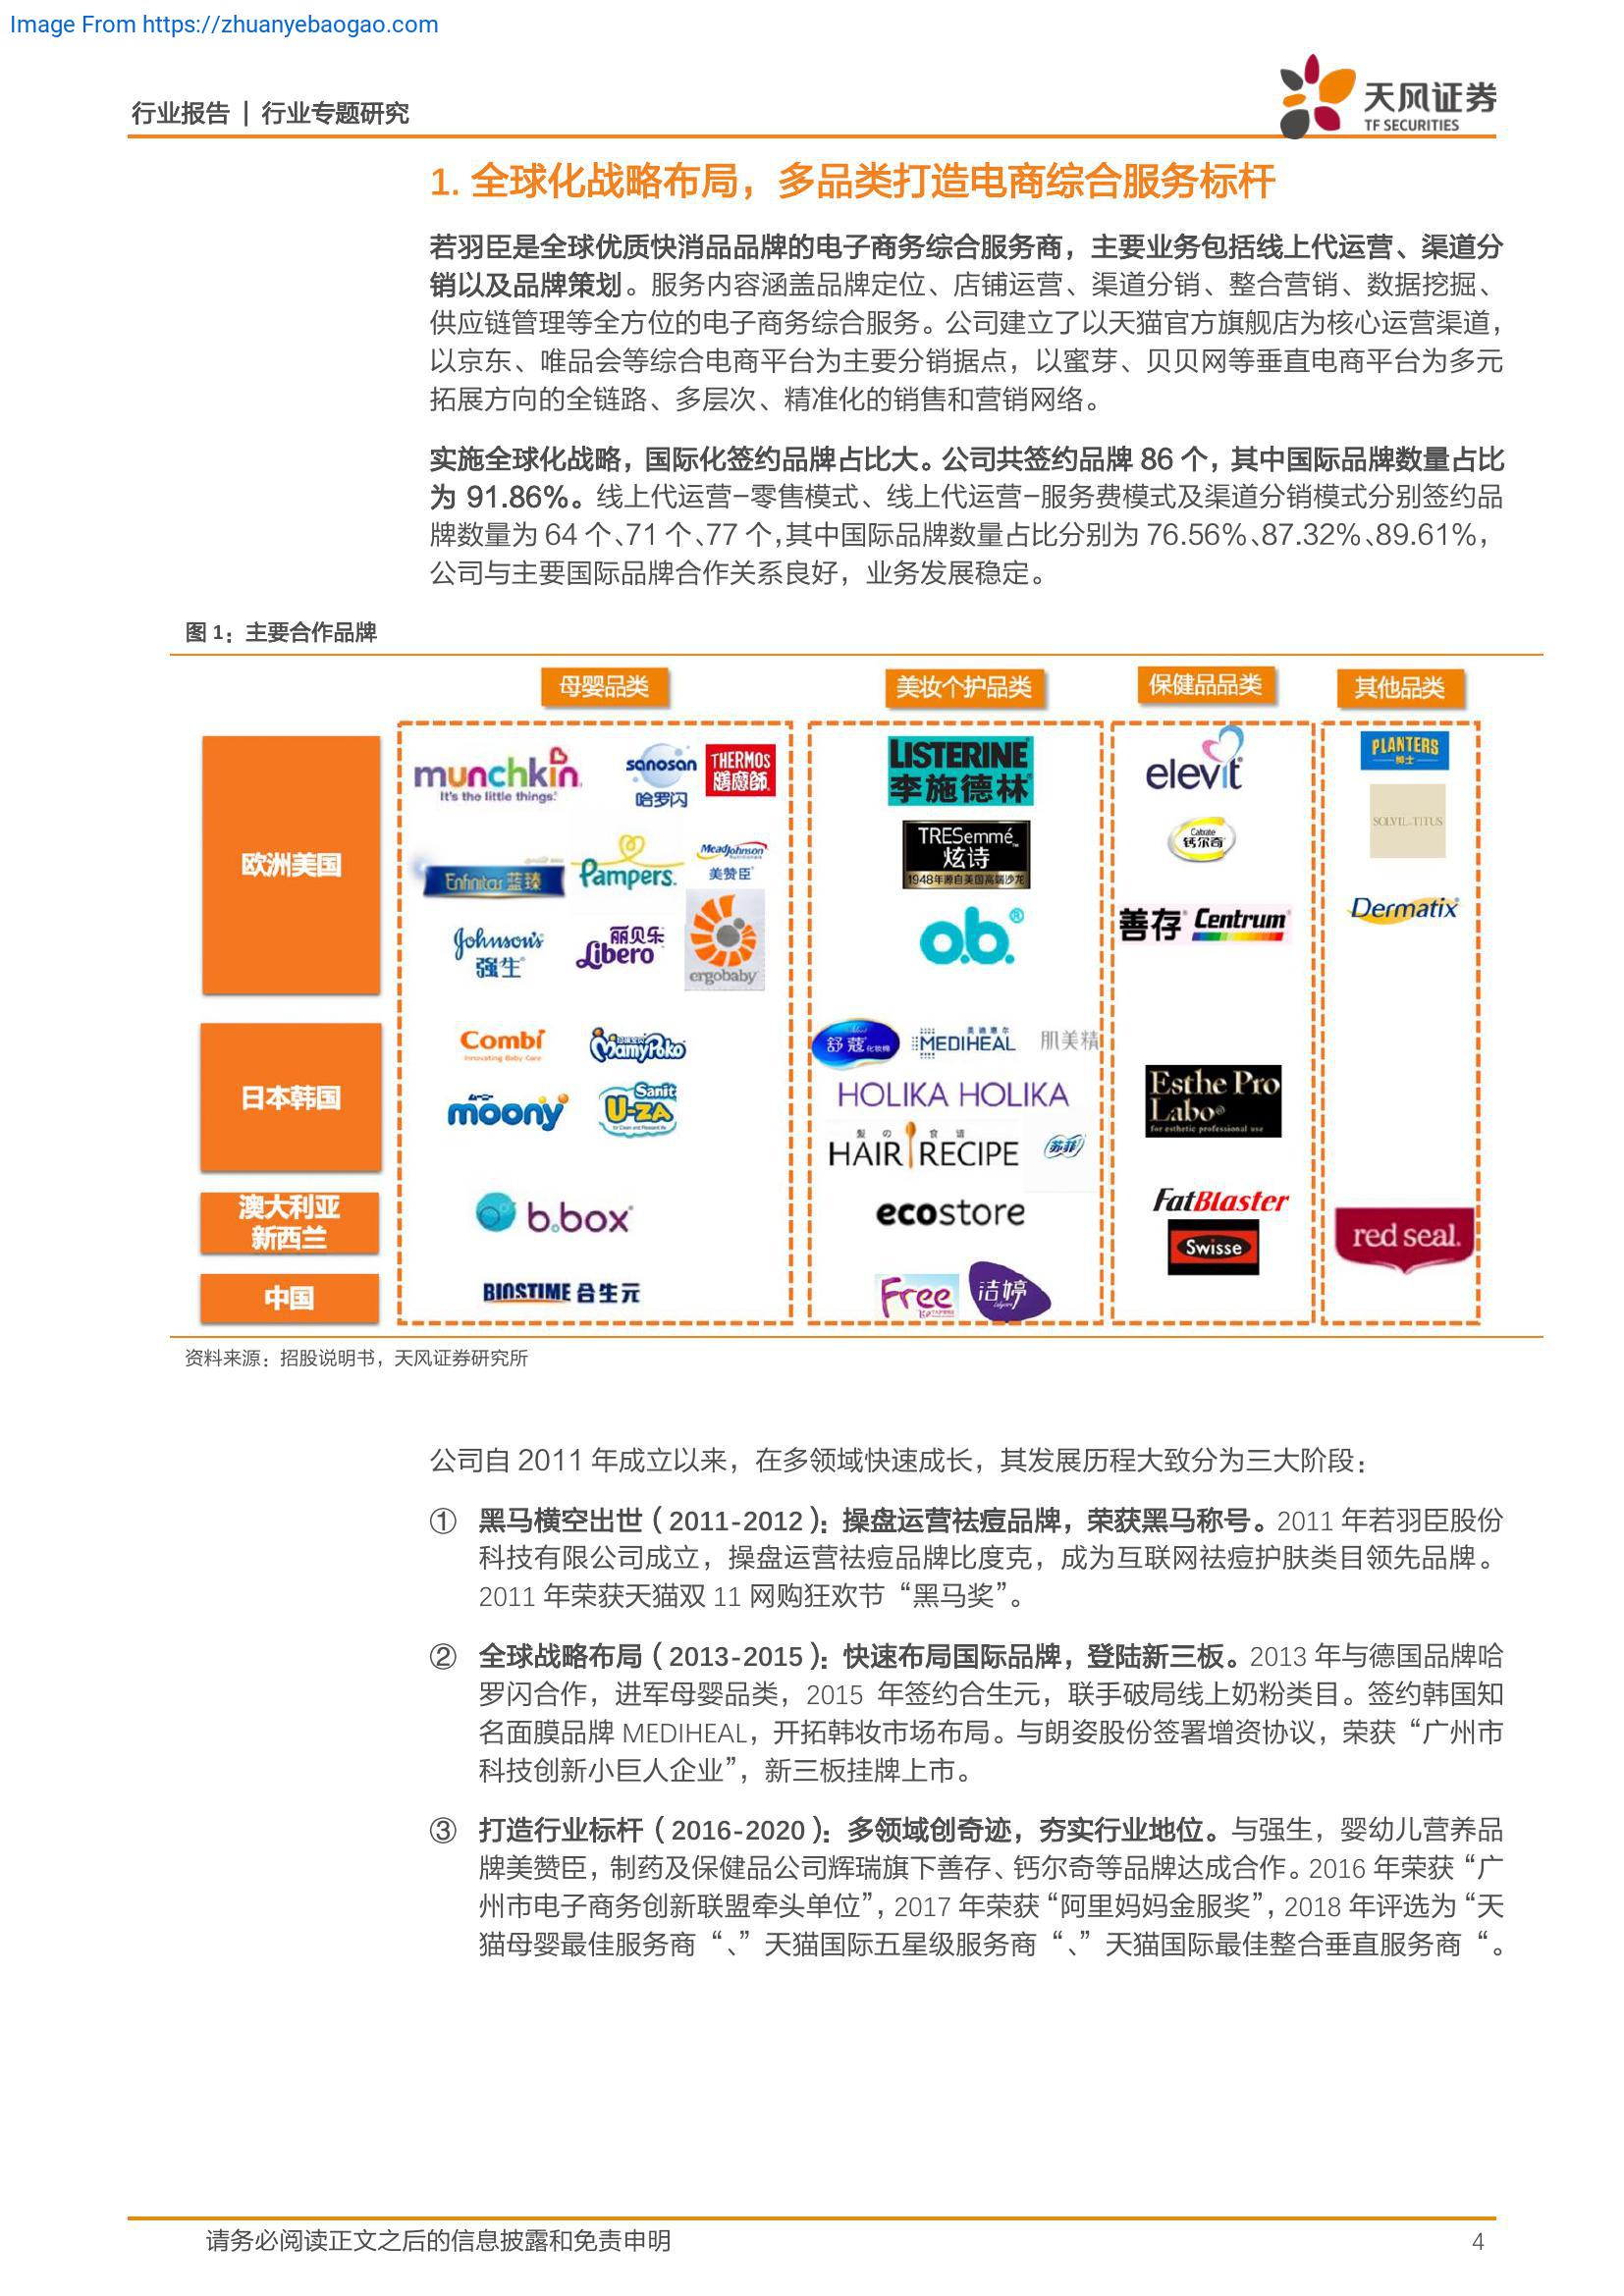 Image From https://zhuanyebaogao.com
行业报告 | 行业专题研究
天风证券
TF SECURITIES
1. 全球化战略布局，多品类打造电商综合服务标杆
若羽臣是全球优质快消品品牌的电子商务综合服务商，主要业务包括线上代运营、渠道分
销以及品牌策划。服务内容涵盖品牌定位、店铺运营、渠道分销、整合营销、数据挖掘、
供应链管理等全方位的电子商务综合服务。公司建立了以天猫官方旗舰店为核心运营渠道，
以京东、唯品会等综合电商平台为主要分销据点，以蜜芽、贝贝网等垂直电商平台为多元
拓展方向的全链路、多层次、精准化的销售和营销网络。
实施全球化战略，国际化签约品牌占比大。公司共签约品牌 86 个，其中国际品牌数量占比
为 91.86%。线上代运营-零售模式、线上代运营-服务费模式及渠道分销模式分别签约品
牌数量为 64 个、71 个、77 个，其中国际品牌数量占比分别为 76.56%、87.32%、89.61%，
公司与主要国际品牌合作关系良好，业务发展稳定。
图 1：主要合作品牌
母婴品类 美妆个护品类 保健品品类 其他品类
欧洲美国
munchkin
It's the little things.
sanosan
哈罗闪
THERMOS
膳魔師
Enfinitas 蓝臻
Pampers.
MeadJohnson
美赞臣
Johnson's
强生
丽贝乐
Libero
ergobaby
LISTERINE
李施德林
TRESemmé
炫诗
1948年源自美国高端沙龙
o.b.®
elevit
Caltrate
钙尔奇
善存 Centrum
PLANTERS
绅士
SOLVIL et TITUS
Dermatix
日本韩国
Combi
Innovating Baby Care
MamyPoko
moony
Sanit
U-ZA
舒蔻 化妆棉
美迪惠尔
MEDIHEAL
肌美精
HOLIKA HOLIKA
髪の食谱
HAIR RECIPE
苏菲
Esthe Pro
Labo®
for esthetic professional use
澳大利亚
新西兰
b.box
ecostore
FatBlaster
Swisse
red seal.
中国
BIOSTIME 合生元
Free
洁婷
资料来源：招股说明书，天风证券研究所
公司自 2011 年成立以来，在多领域快速成长，其发展历程大致分为三大阶段：
① 黑马横空出世（2011-2012）：操盘运营祛痘品牌，荣获黑马称号。2011 年若羽臣股份
科技有限公司成立，操盘运营祛痘品牌比度克，成为互联网祛痘护肤类目领先品牌。
2011 年荣获天猫双 11 网购狂欢节“黑马奖”。
② 全球战略布局（2013-2015）：快速布局国际品牌，登陆新三板。2013 年与德国品牌哈
罗闪合作，进军母婴品类，2015 年签约合生元，联手破局线上奶粉类目。签约韩国知
名面膜品牌 MEDIHEAL，开拓韩妆市场布局。与朗姿股份签署增资协议，荣获“广州市
科技创新小巨人企业”，新三板挂牌上市。
③ 打造行业标杆（2016-2020）：多领域创奇迹，夯实行业地位。与强生，婴幼儿营养品
牌美赞臣，制药及保健品公司辉瑞旗下善存、钙尔奇等品牌达成合作。2016 年荣获“广
州市电子商务创新联盟牵头单位”，2017 年荣获“阿里妈妈金服奖”，2018 年评选为“天
猫母婴最佳服务商“、”天猫国际五星级服务商“、”天猫国际最佳整合垂直服务商“。
请务必阅读正文之后的信息披露和免责申明
4